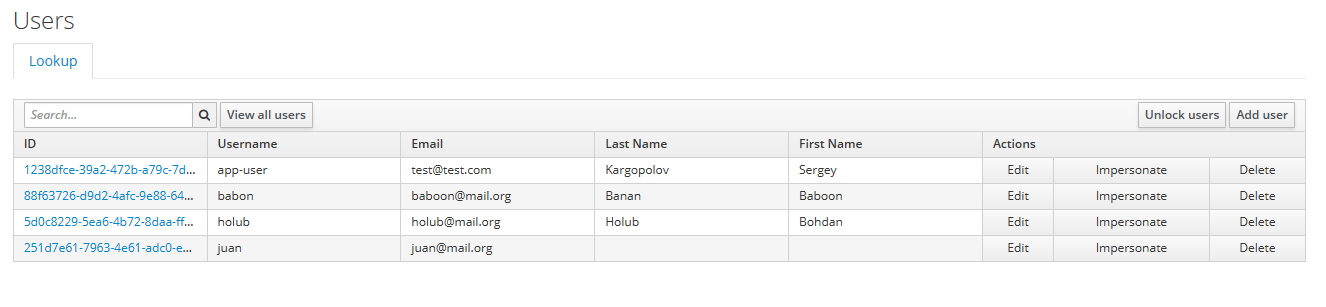 Users
Lookup
Search... View all users Unlock users Add user
ID Username Email Last Name First Name Actions
1238dfce-39a2-472b-a79c-7d... app-user test@test.com Kargopolov Sergey Edit Impersonate Delete
88f63726-d9d2-4afc-9e88-64... babon baboon@mail.org Banan Baboon Edit Impersonate Delete
5d0c8229-5ea6-4b72-8daa-ff... holub holub@mail.org Holub Bohdan Edit Impersonate Delete
251d7e61-7963-4e61-adc0-e... juan juan@mail.org Edit Impersonate Delete